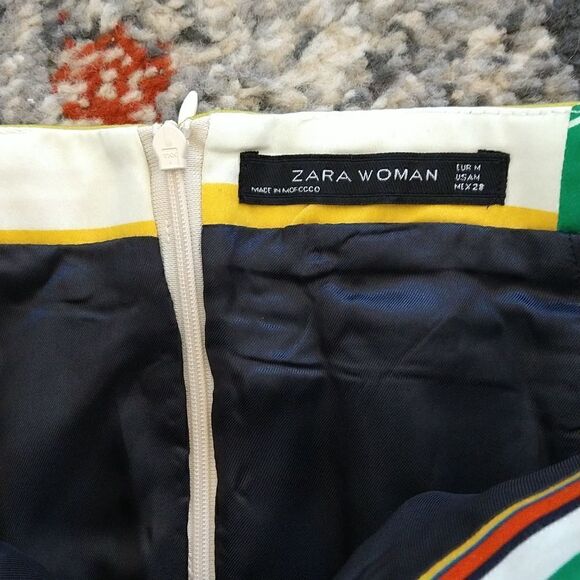 ZARA WOMAN
MADE IN MOROCCO
EUR M
USA M
MEX 28